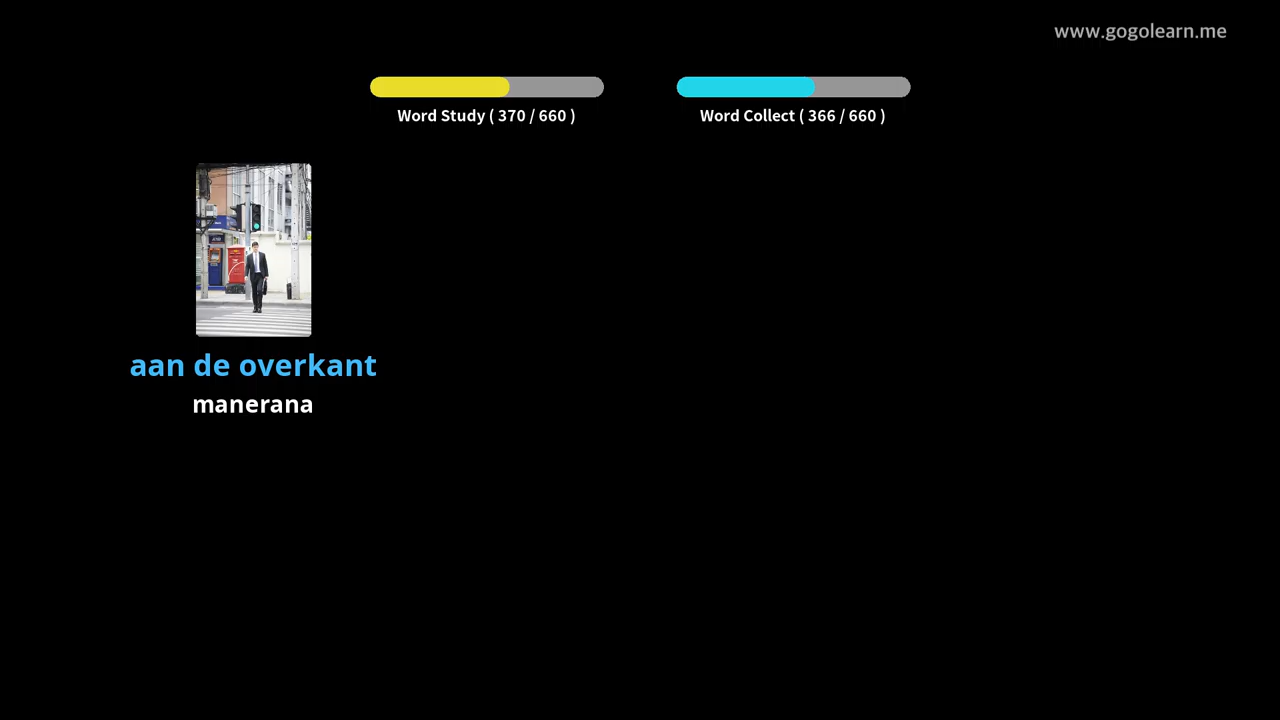 www.gogolearn.me
Word Study ( 370 / 660 )
Word Collect ( 366 / 660 )
aan de overkant
manerana